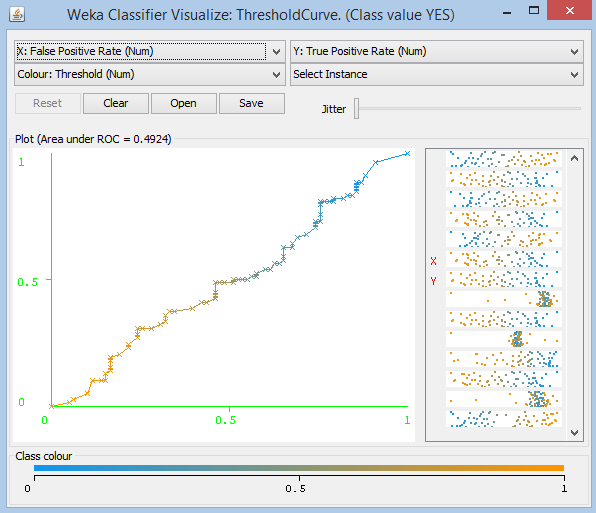 Weka Classifier Visualize: ThresholdCurve. (Class value YES)
X: False Positive Rate (Num)
Y: True Positive Rate (Num)
Colour: Threshold (Num)
Select Instance
Reset
Clear
Open
Save
Jitter
Plot (Area under ROC = 0.4924)
1
0.5
0
0
0.5
1
X
Y
Class colour
0
0.5
1